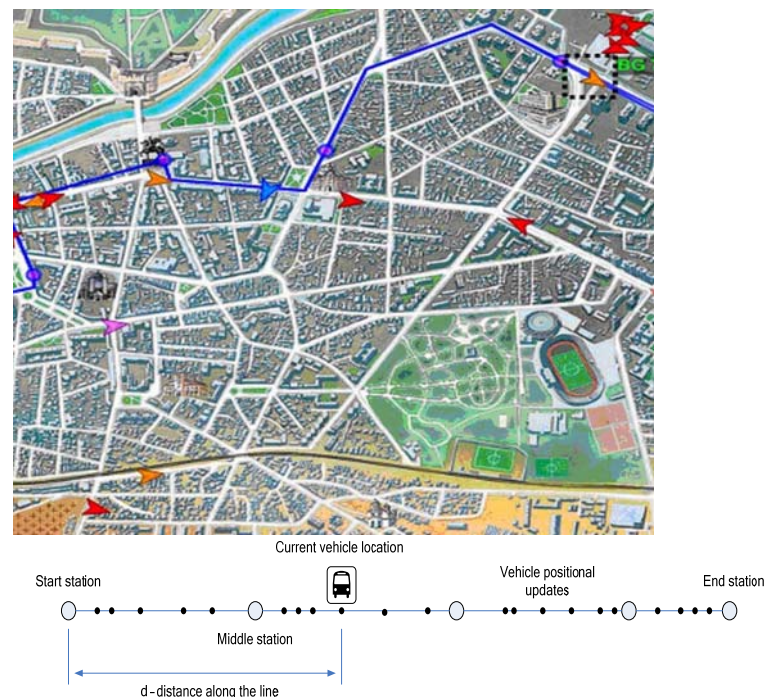 BG
Current vehicle location
Start station
Vehicle positional
updates
End station
Middle station
d - distance along the line